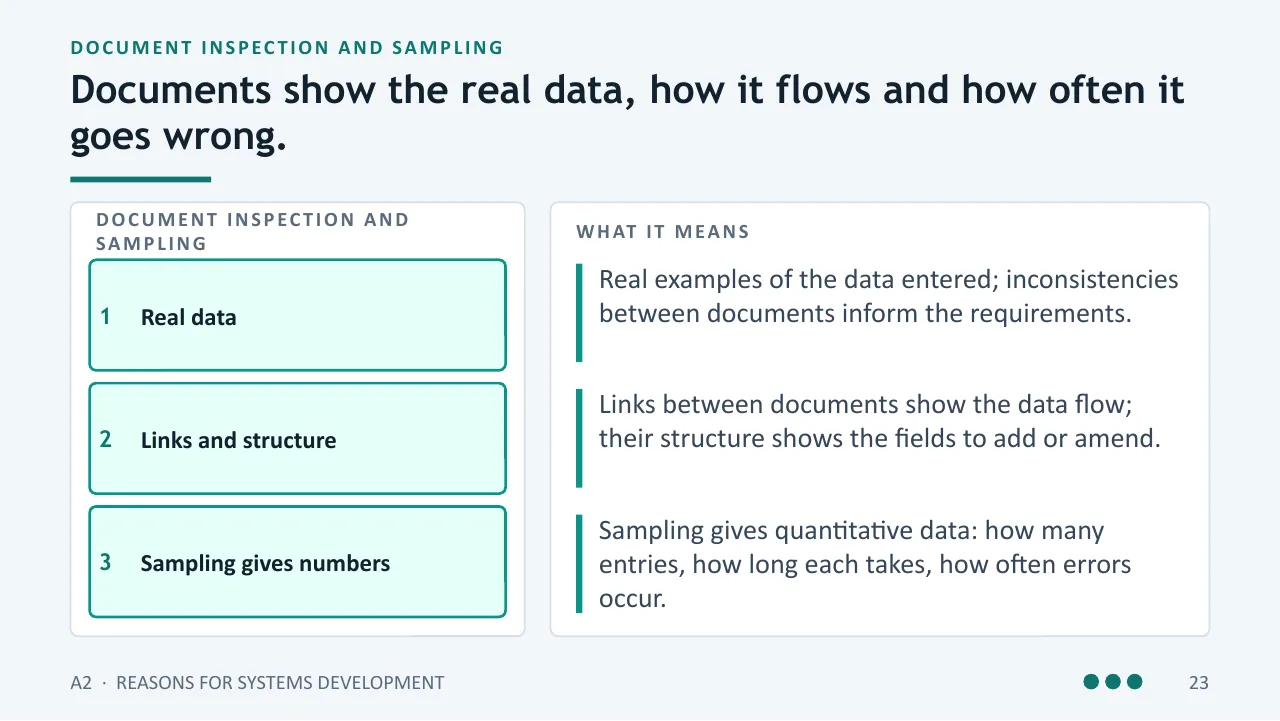 DOCUMENT INSPECTION AND SAMPLING
Documents show the real data, how it flows and how often it
goes wrong.
DOCUMENT INSPECTION AND
SAMPLING
1 Real data
2 Links and structure
3 Sampling gives numbers
WHAT IT MEANS
Real examples of the data entered; inconsistencies
between documents inform the requirements.
Links between documents show the data flow;
their structure shows the fields to add or amend.
Sampling gives quantitative data: how many
entries, how long each takes, how often errors
occur.
A2 · REASONS FOR SYSTEMS DEVELOPMENT
23